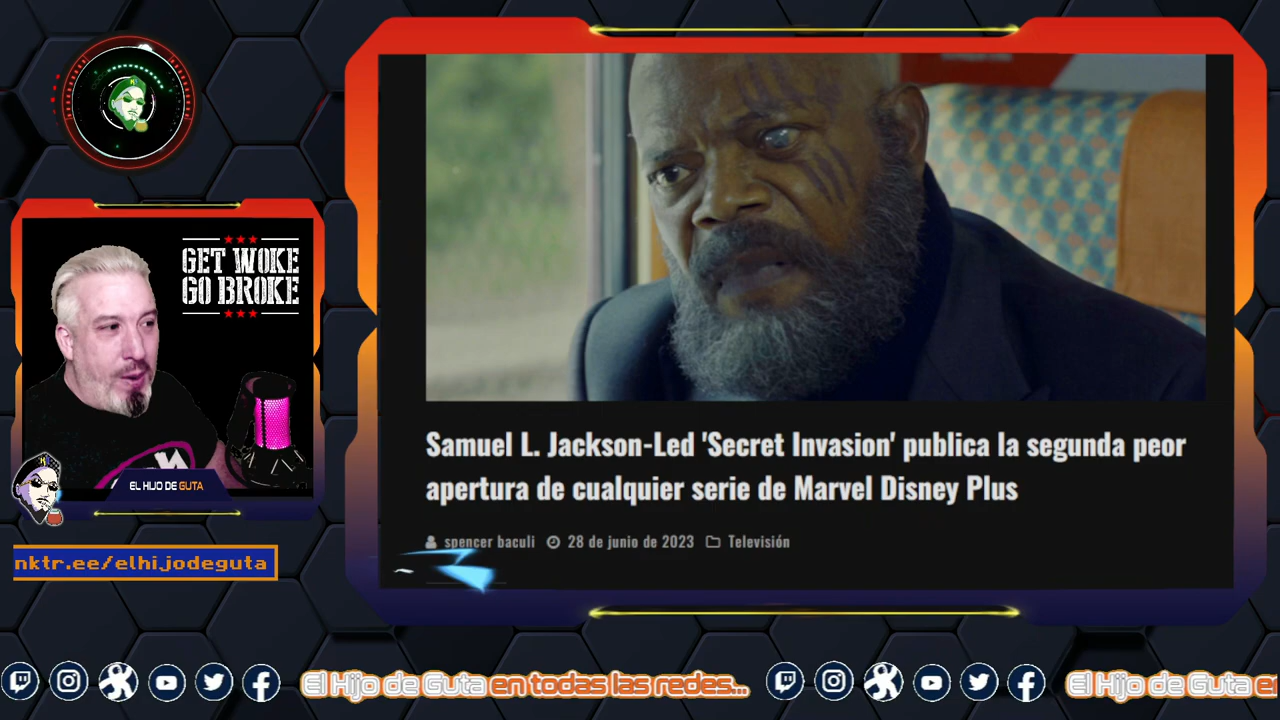 GET WOKE
GO BROKE
EL HIJO DE GUTA
nktr.ee/elhijodeguta
Samuel L. Jackson-Led 'Secret Invasion' publica la segunda peor
apertura de cualquier serie de Marvel Disney Plus
spencer baculi 28 de junio de 2023 Televisión
El Hijo de Guta en todas las redes... El Hijo de Guta e